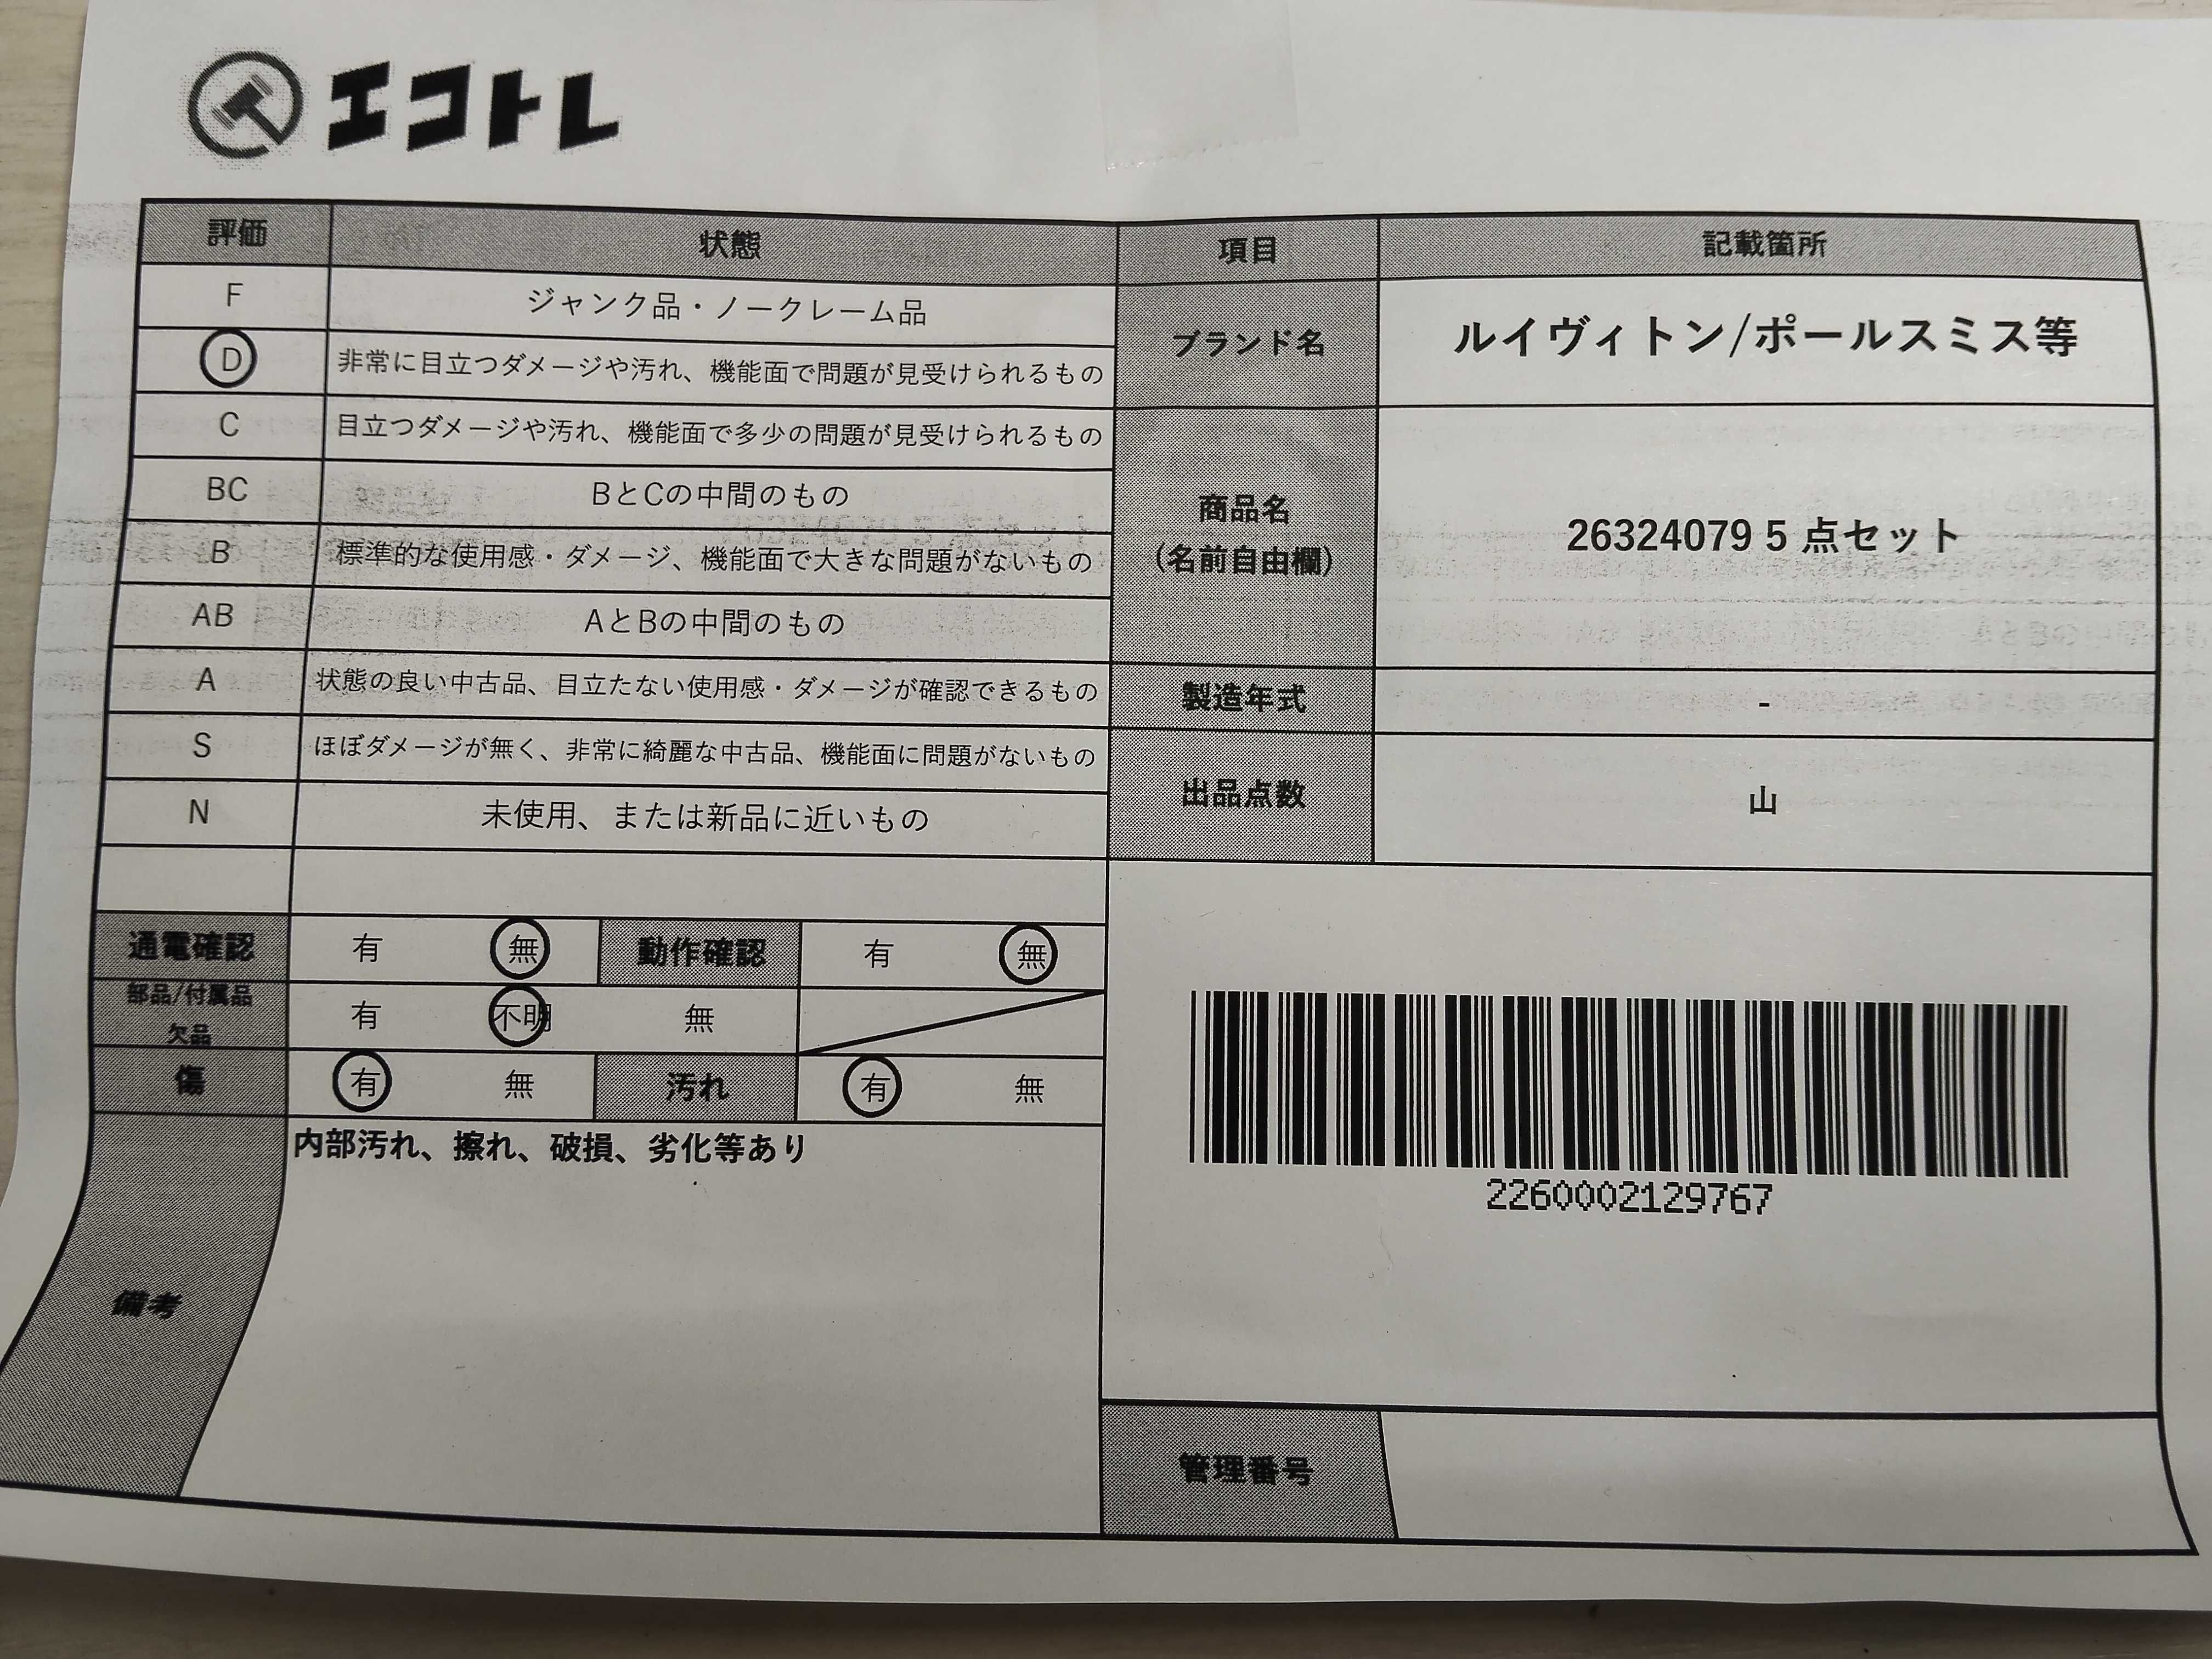 エコトレ
評価 状態 項目 記載箇所
F ジャンク品・ノークレーム品
D 非常に目立つダメージや汚れ、機能面で問題が見受けられるもの
C 目立つダメージや汚れ、機能面で多少の問題が見受けられるもの
BC BとCの中間のもの
B 標準的な使用感・ダメージ、機能面で大きな問題がないもの
AB AとBの中間のもの
A 状態の良い中古品、目立たない使用感・ダメージが確認できるもの
S ほぼダメージが無く、非常に綺麗な中古品、機能面に問題がないもの
N 未使用、または新品に近いもの
ブランド名 ルイヴィトン/ポールスミス等
商品名
(名前自由欄)
26324079 5 点セット
製造年式 -
出品点数 山
通電確認 有 無 動作確認 有 無
部品/付属品
欠品
有 不明 無
傷 有 無 汚れ 有 無
備考
内部汚れ、擦れ、破損、劣化等あり
2260002129767
管理番号